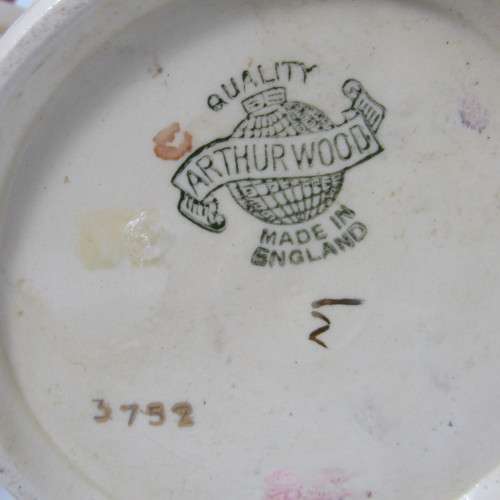 QUALITY
ARTHUR WOOD
MADE IN
ENGLAND
3752